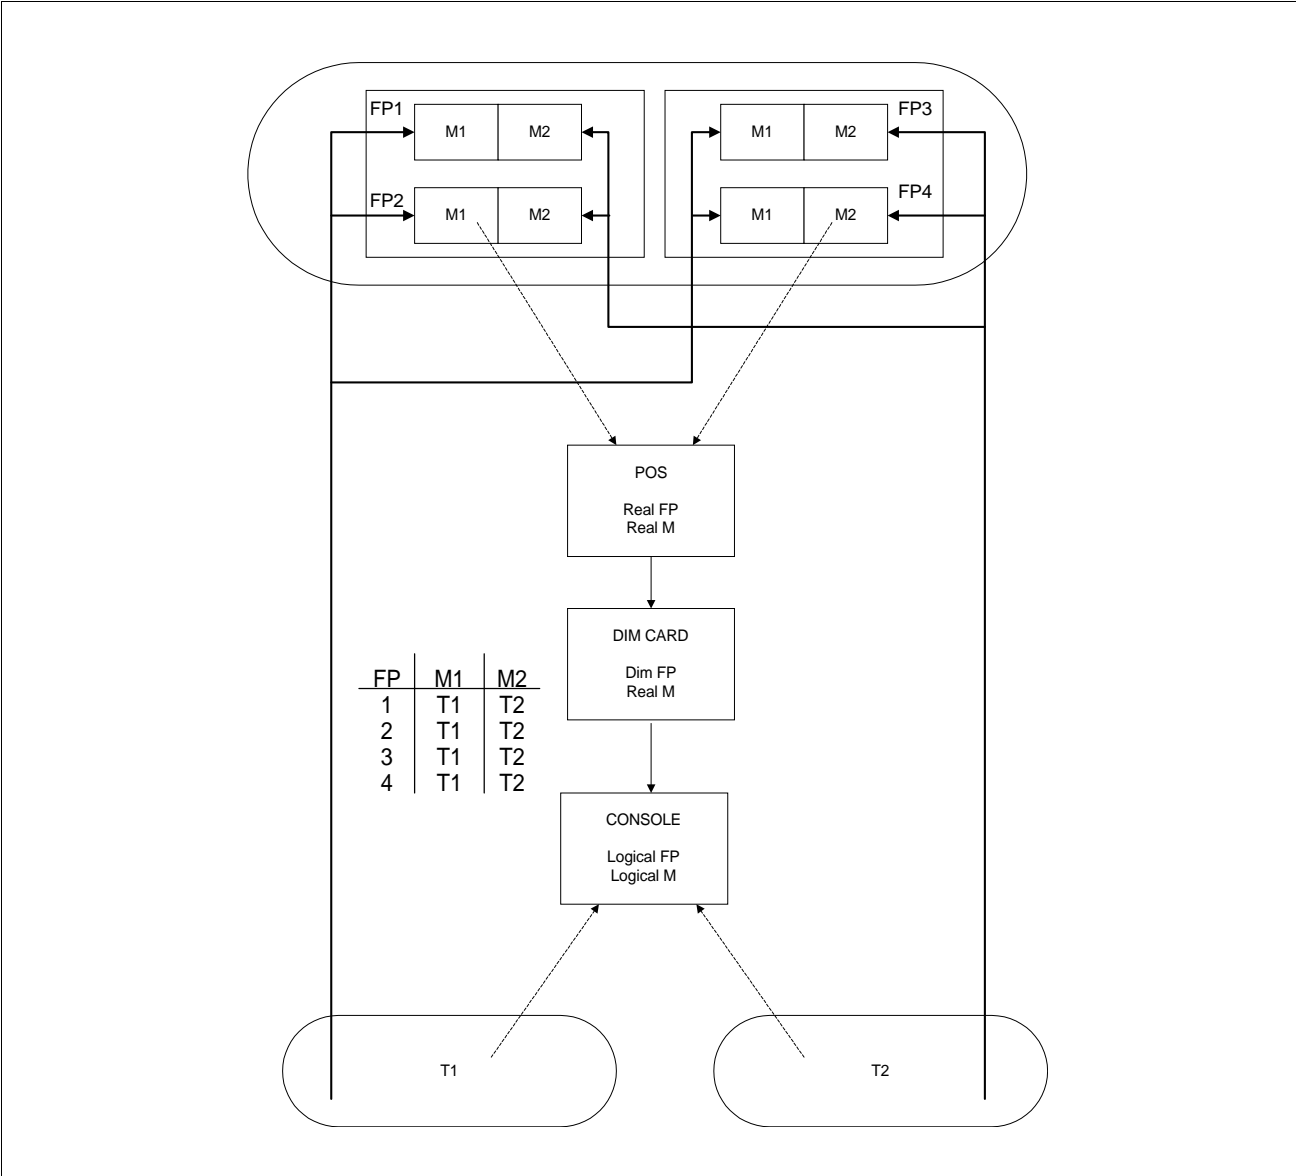 FP1
M1 M2
M1 M2
FP3
FP2
M1 M2
M1 M2
FP4
POS
Real FP
Real M
DIM CARD
Dim FP
Real M
FP M1 M2
1 T1 T2
2 T1 T2
3 T1 T2
4 T1 T2
CONSOLE
Logical FP
Logical M
T1
T2